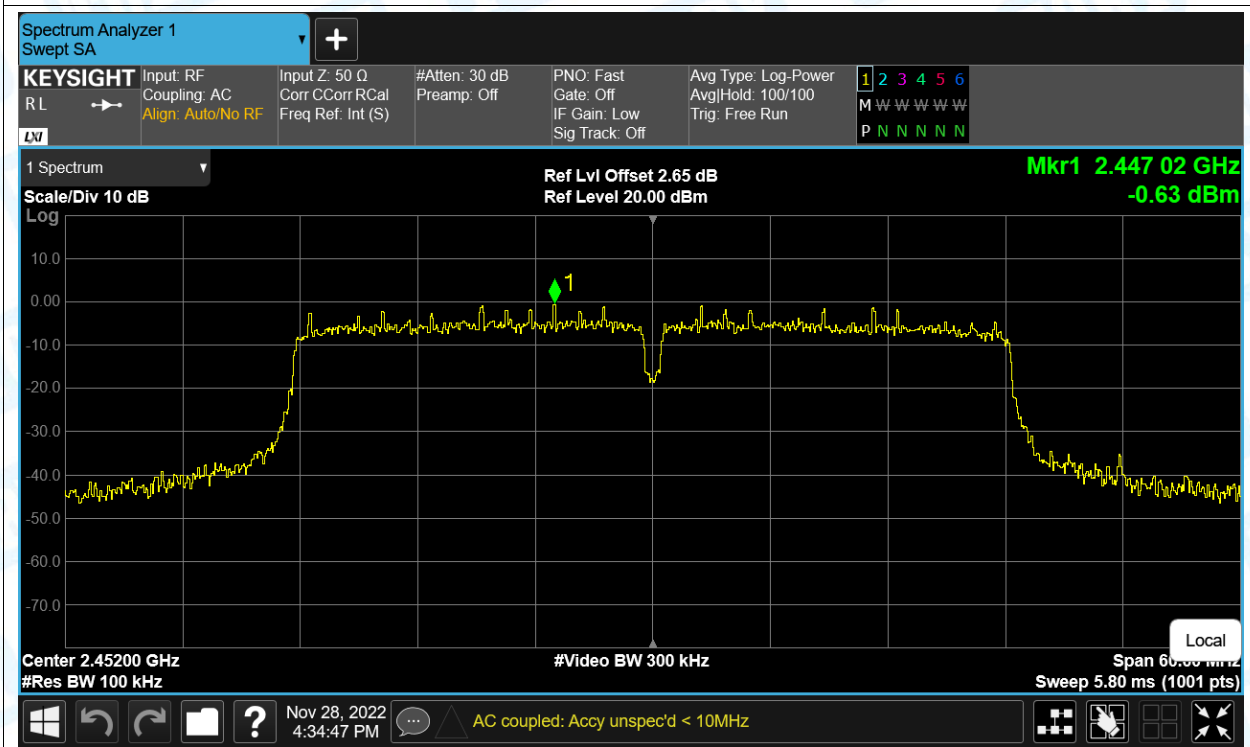 Spectrum Analyzer 1
Swept SA
KEYSIGHT
R L
LXI
Input: RF
Coupling: AC
Align: Auto/No RF
Input Z: 50 Ω
Corr CCorr RCal
Freq Ref: Int (S)
#Atten: 30 dB
Preamp: Off
PNO: Fast
Gate: Off
IF Gain: Low
Sig Track: Off
Avg Type: Log-Power
Avg|Hold: 100/100
Trig: Free Run
1 2 3 4 5 6
M W W W W W
P N N N N N
1 Spectrum
Scale/Div 10 dB
Ref Lvl Offset 2.65 dB
Ref Level 20.00 dBm
Mkr1 2.447 02 GHz
-0.63 dBm
Log
10.0
0.00
-10.0
-20.0
-30.0
-40.0
-50.0
-60.0
-70.0
1
Local
Center 2.45200 GHz
#Video BW 300 kHz
Span
#Res BW 100 kHz
Sweep 5.80 ms (1001 pts)
?
Nov 28, 2022
4:34:47 PM
AC coupled: Accy unspec'd < 10MHz